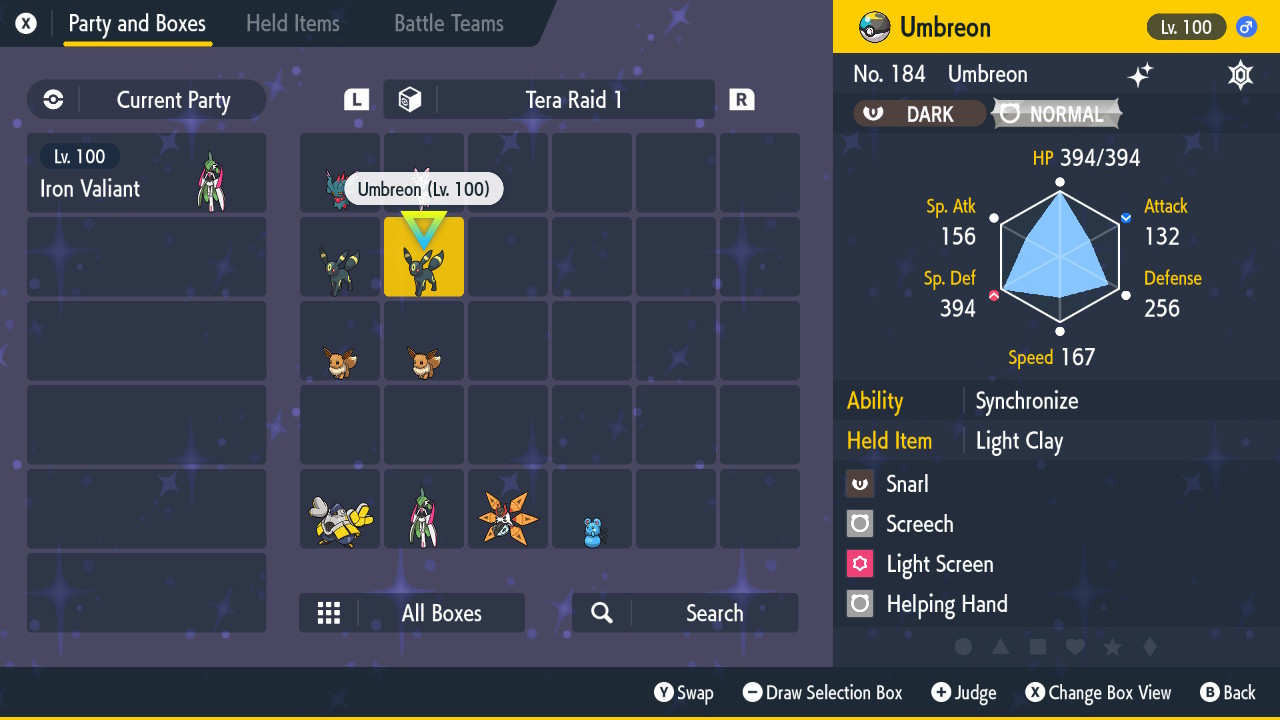 X Party and Boxes Held Items Battle Teams
Umbreon Lv. 100
No. 184 Umbreon
Current Party L Tera Raid 1 R
DARK NORMAL
Lv. 100
Iron Valiant
Umbreon (Lv. 100)
HP 394/394
Sp. Atk
156
Attack
132
Sp. Def
394
Defense
256
Speed 167
Ability Synchronize
Held Item Light Clay
Snarl
Screech
Light Screen
Helping Hand
All Boxes Search
Y Swap Draw Selection Box Judge X Change Box View B Back